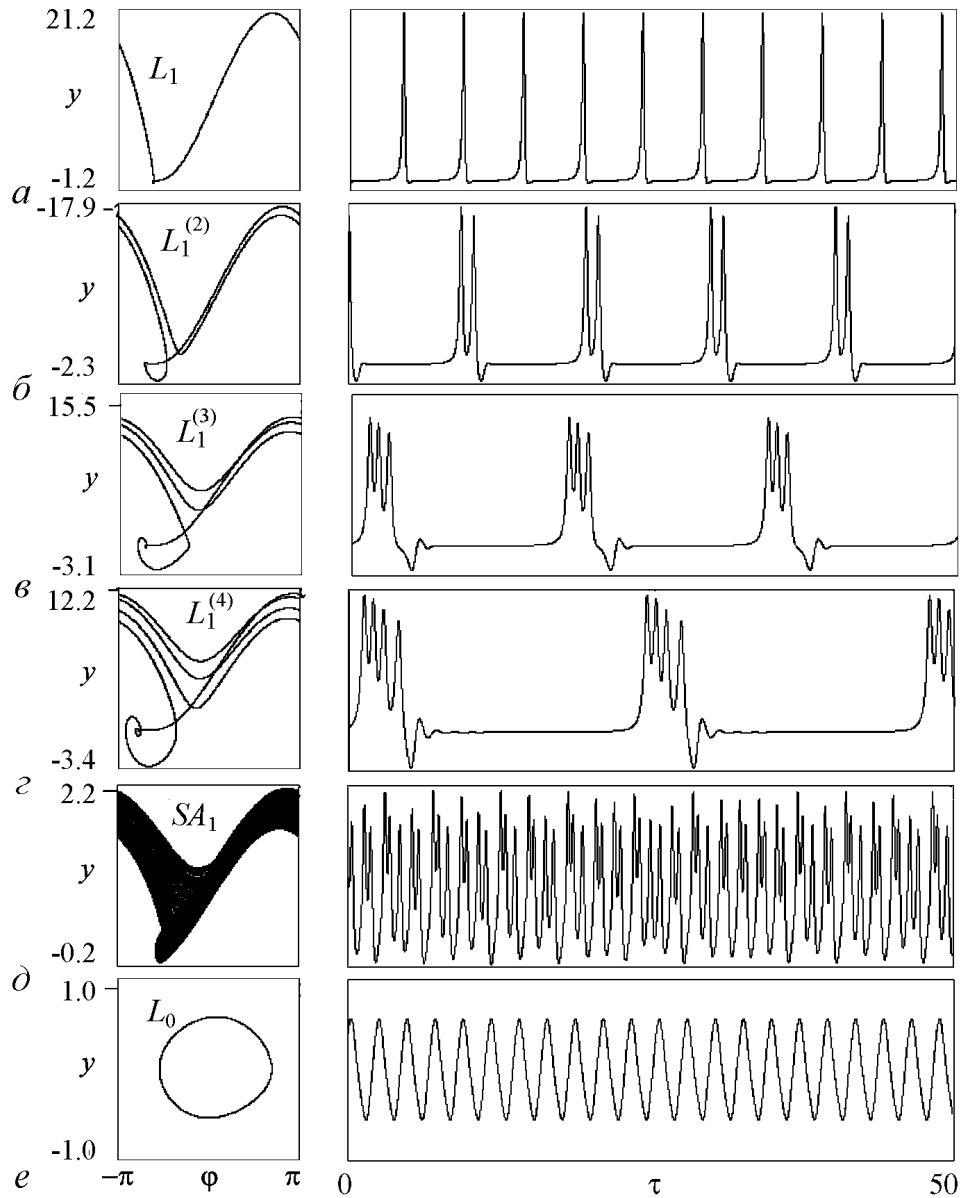 21.2
L₁
y
-1.2
а
-17.9
L₁⁽²⁾
y
-2.3
б
15.5
L₁⁽³⁾
y
-3.1
в
12.2
L₁⁽⁴⁾
y
-3.4
г
2.2
SA₁
y
-0.2
д
1.0
L₀
y
-1.0
е
−π φ π 0 τ 50